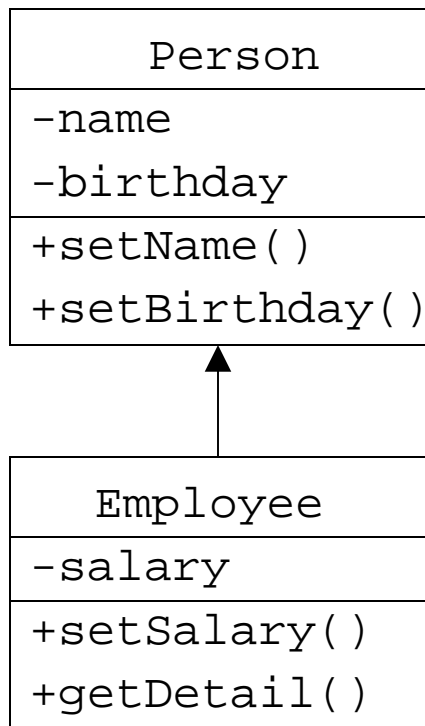 Person
-name
-birthday
+setName()
+setBirthday()
Employee
-salary
+setSalary()
+getDetail()